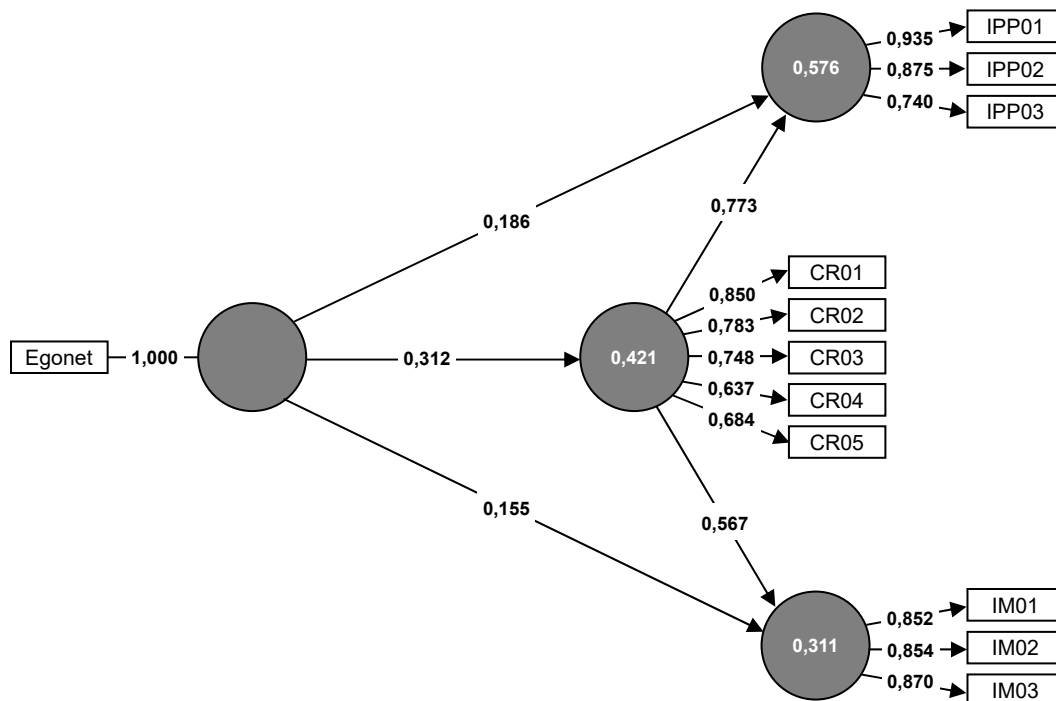 0,935 IPP01
0,576 0,875 IPP02
0,740 IPP03
0,186 0,773
0,850 CR01
0,783 CR02
Egonet 1,000 0,312 0,421 0,748 CR03
0,637 CR04
0,684 CR05
0,155 0,567
0,852 IM01
0,311 0,854 IM02
0,870 IM03